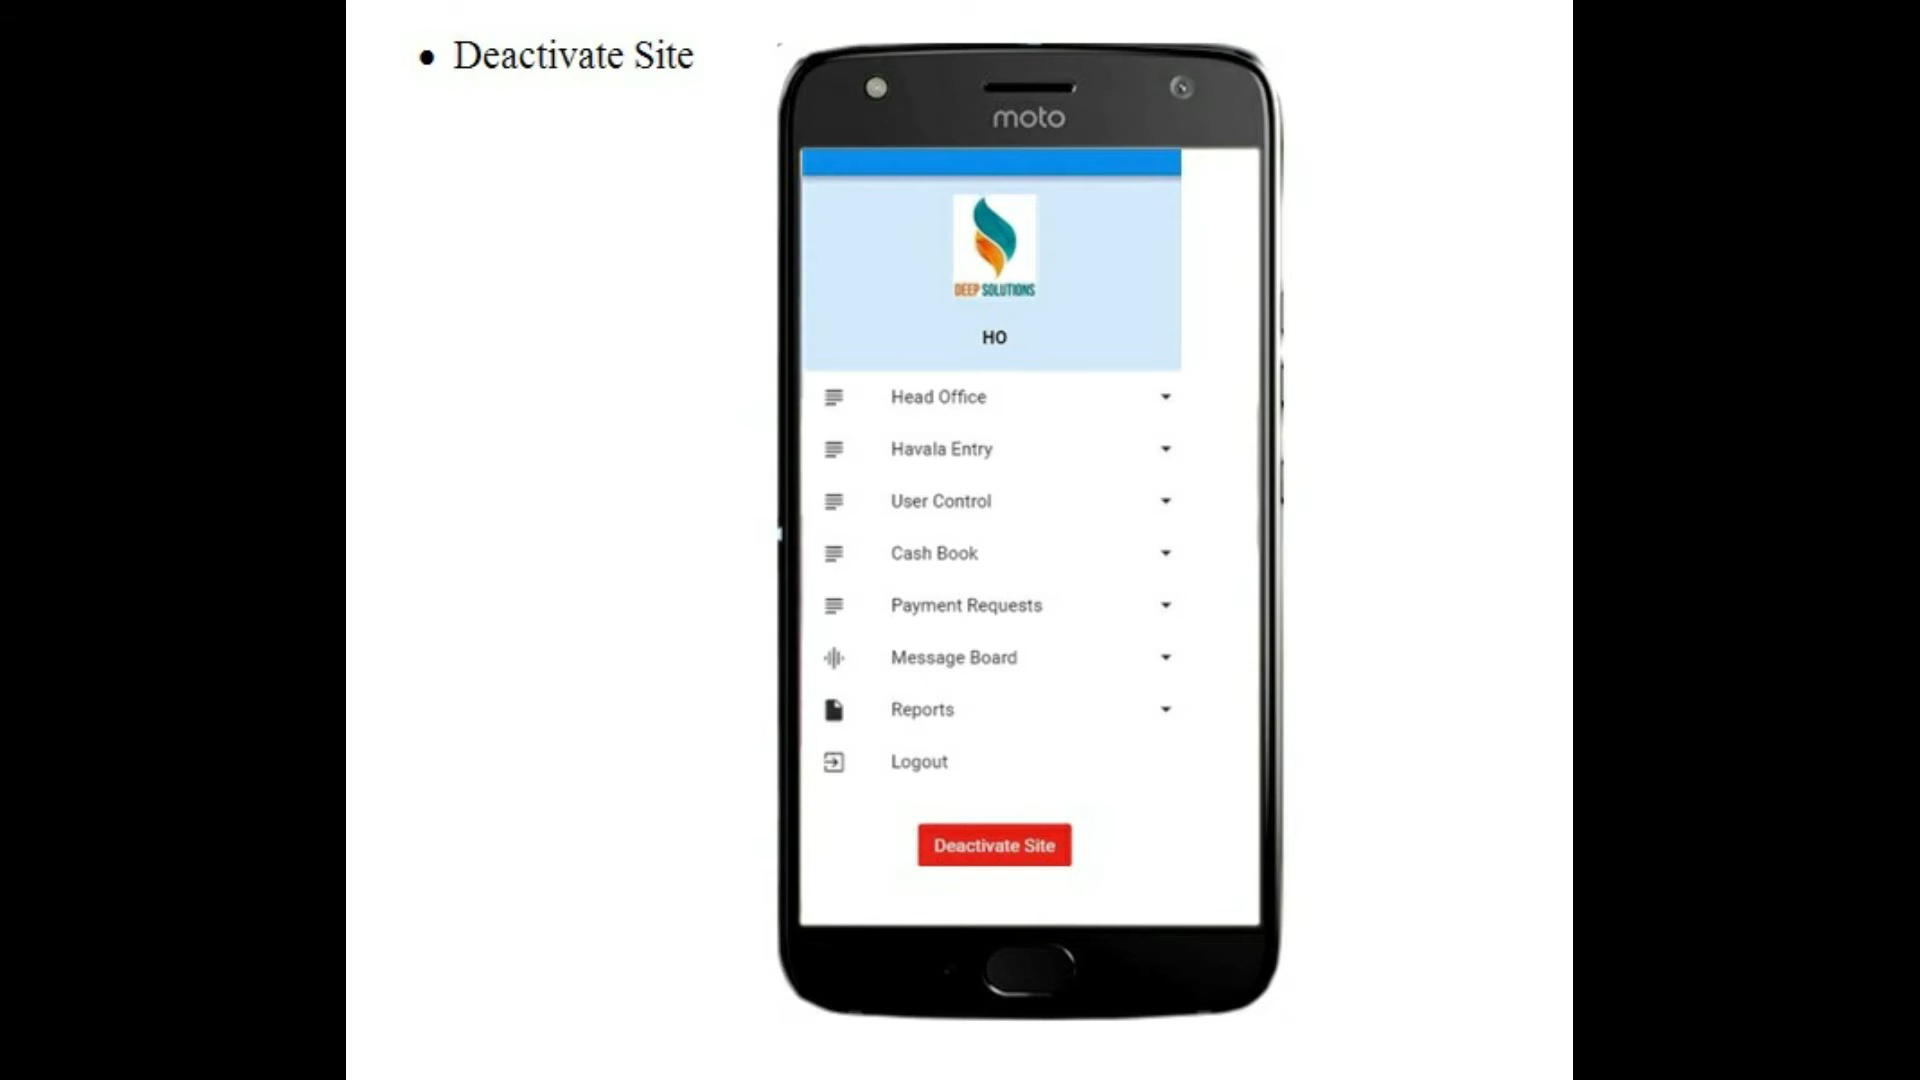 • Deactivate Site
moto
DEEP SOLUTIONS
HO
Head Office
Havala Entry
User Control
Cash Book
Payment Requests
Message Board
Reports
Logout
Deactivate Site